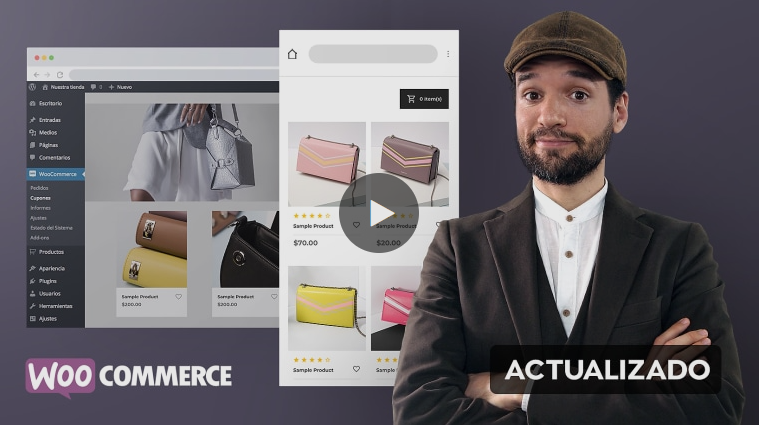 Nuestra tienda
0
Nuevo
Escritorio
Entradas
Medios
Páginas
Comentarios
WooCommerce
Pedidos
Cupones
Informes
Ajustes
Estado del Sistema
Add-ons
Productos
Apariencia
Plugins
Usuarios
Herramientas
Ajustes
Sample Product
$200.00
Sample Product
$200.00
0 item(s)
Sample Product
$70.00
Sample Product
$20.00
Sample Product
Sample Product
WOO COMMERCE
ACTUALIZADO